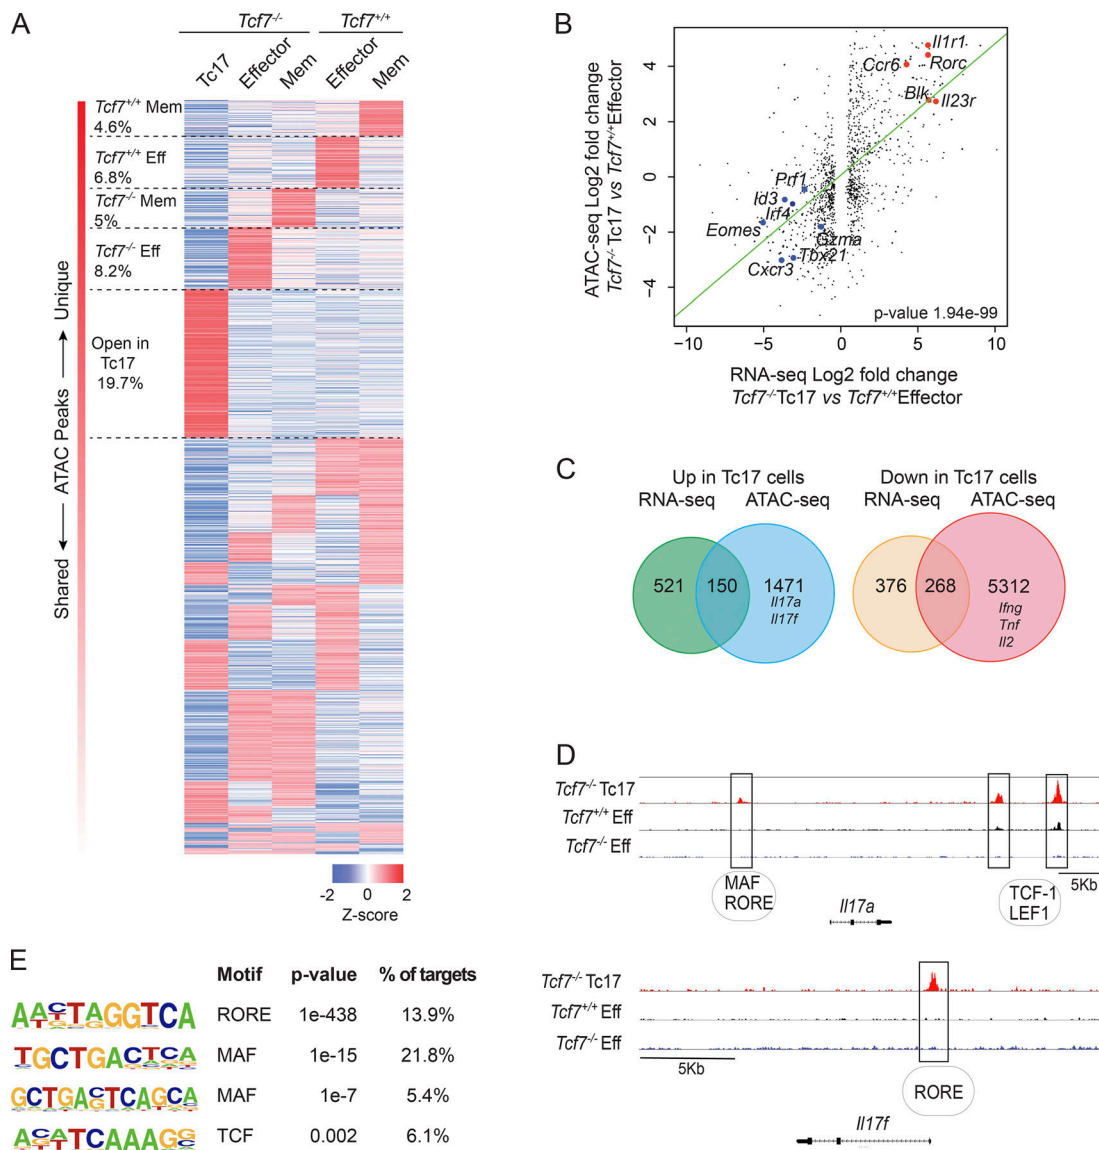 A
Tcf7-/-
Tcf7+/+
Tc17
Effector
Mem
Effector
Mem
Tcf7+/+ Mem
4.6%
Tcf7+/+ Eff
6.8%
Tcf7-/- Mem
5%
Tcf7-/- Eff
8.2%
Open in
Tc17
19.7%
Shared ← ATAC Peaks → Unique
-2 0 2
Z-score
B
ATAC-seq Log2 fold change
Tcf7-/-Tc17 vs Tcf7+/+Effector
4
2
0
−2
−4
Il1r1
Ccr6
Rorc
Blk
Il23r
Prf1
Id3
Irf4
Eomes
Gzma
Tbx21
Cxcr3
p-value 1.94e-99
−10 −5 0 5 10
RNA-seq Log2 fold change
Tcf7-/-Tc17 vs Tcf7+/+Effector
C
Up in Tc17 cells
RNA-seq ATAC-seq
521 150 1471
Il17a
Il17f
Down in Tc17 cells
RNA-seq ATAC-seq
376 268 5312
Ifng
Tnf
Il2
D
Tcf7-/- Tc17
Tcf7+/+ Eff
Tcf7-/- Eff
5Kb
MAF
RORE
Il17a
TCF-1
LEF1
Tcf7-/- Tc17
Tcf7+/+ Eff
Tcf7-/- Eff
5Kb
RORE
Il17f
E
Motif p-value % of targets
AACTAGGTCA RORE 1e-438 13.9%
TGCTGACTCA MAF 1e-15 21.8%
GCTGAGTCAGCA MAF 1e-7 5.4%
ACATCAAAGG TCF 0.002 6.1%